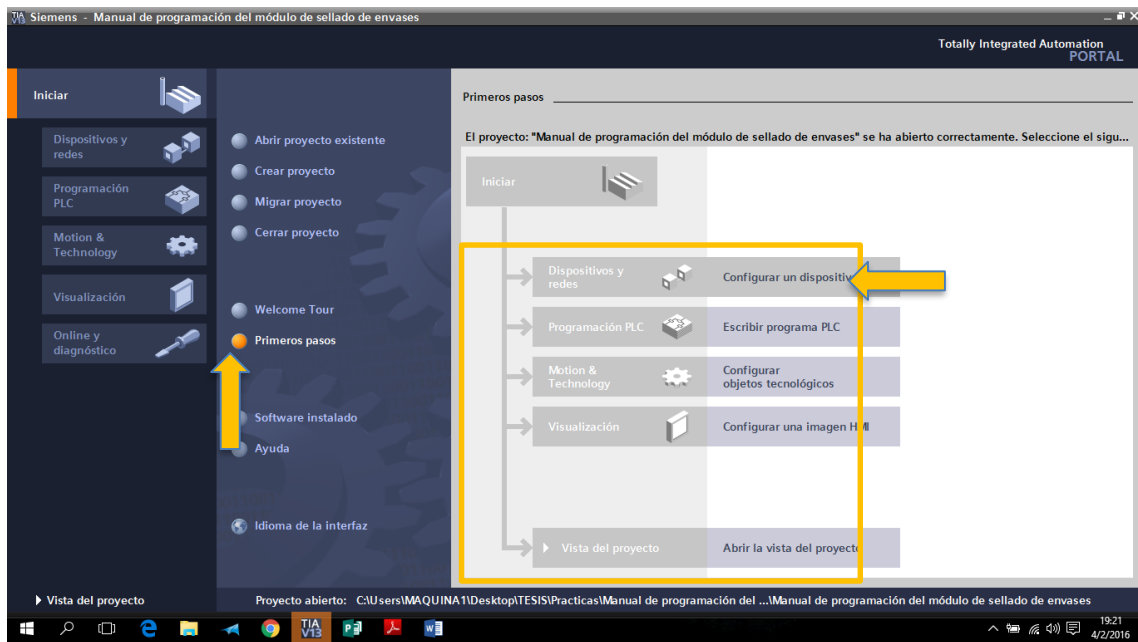 Siemens - Manual de programación del módulo de sellado de envases
Totally Integrated Automation
PORTAL
Iniciar
Dispositivos y
redes
Programación
PLC
Motion &
Technology
Visualización
Online y
diagnóstico
Abrir proyecto existente
Crear proyecto
Migrar proyecto
Cerrar proyecto
Welcome Tour
Primeros pasos
Software instalado
Ayuda
Idioma de la interfaz
Primeros pasos
El proyecto: "Manual de programación del módulo de sellado de envases" se ha abierto correctamente. Seleccione el sigu...
Iniciar
Dispositivos y
redes
Configurar un dispositiv
Programación PLC
Escribir programa PLC
Motion &
Technology
Configurar
objetos tecnológicos
Visualización
Configurar una imagen HMI
Vista del proyecto
Abrir la vista del proyecto
Vista del proyecto
Proyecto abierto: C:\Users\MAQUINA1\Desktop\TESIS\Practicas\Manual de programación del ...\Manual de programación del módulo de sellado de envases
TIA
V13
19:21
4/2/2016